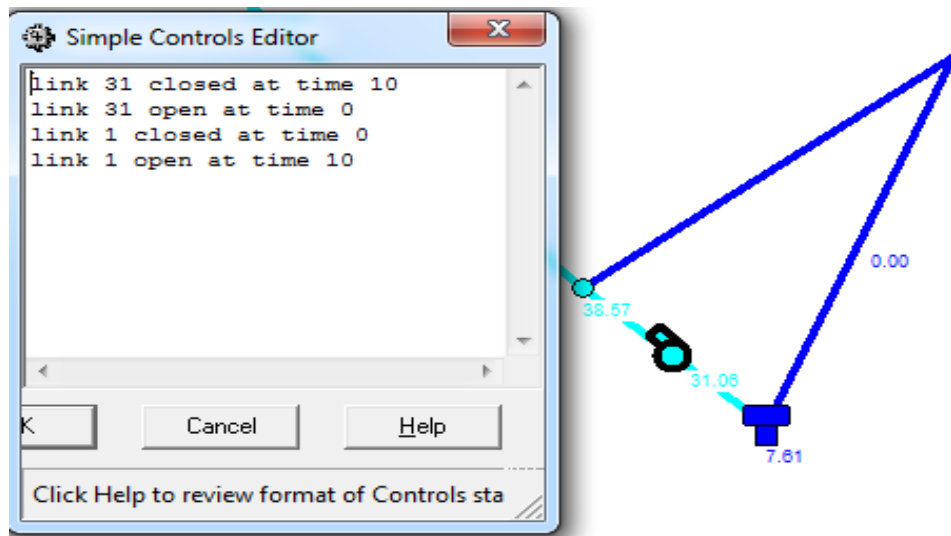 Simple Controls Editor
link 31 closed at time 10
link 31 open at time 0
link 1 closed at time 0
link 1 open at time 10
K
Cancel
Help
Click Help to review format of Controls sta
0.00
38.57
31.06
7.61